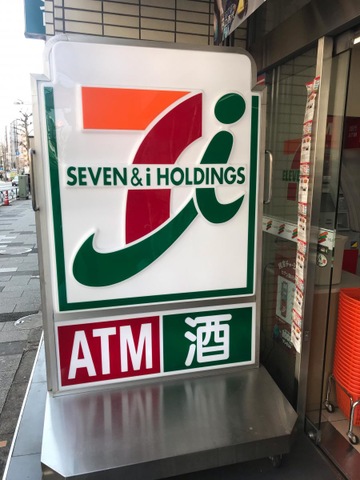 SEVEN & i HOLDINGS
ATM 酒